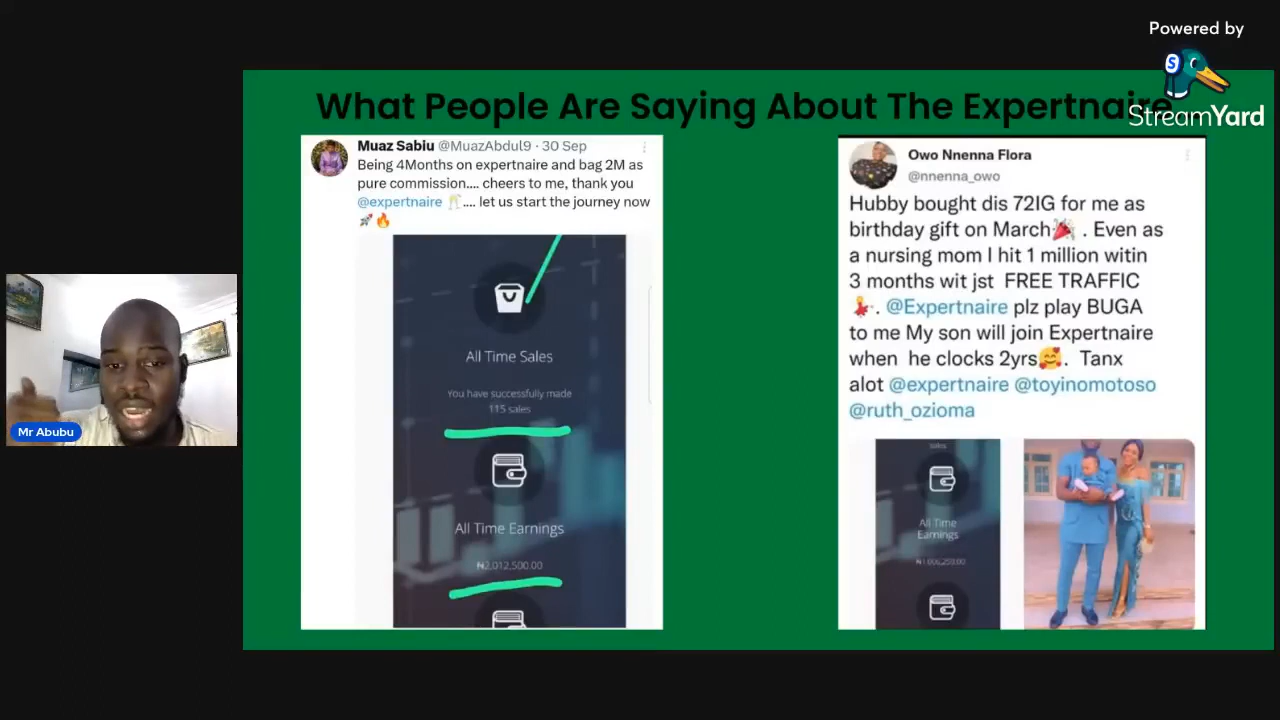 Powered by
StreamYard
What People Are Saying About The Expertnaire
Muaz Sabiu @MuazAbdul9 · 30 Sep
Being 4Months on expertnaire and bag 2M as
pure commission.... cheers to me, thank you
@expertnaire 🥂.... let us start the journey now
🚀🔥
All Time Sales
You have successfully made
115 sales
All Time Earnings
₦2,012,500.00
Owo Nnenna Flora
@nnenna_owo
Hubby bought dis 72IG for me as
birthday gift on March🎉 . Even as
a nursing mom I hit 1 million witin
3 months wit jst FREE TRAFFIC
💃. @Expertnaire plz play BUGA
to me My son will join Expertnaire
when he clocks 2yrs🥰. Tanx
alot @expertnaire @toyinomotoso
@ruth_ozioma
sales
All Time
Earnings
Mr Abubu